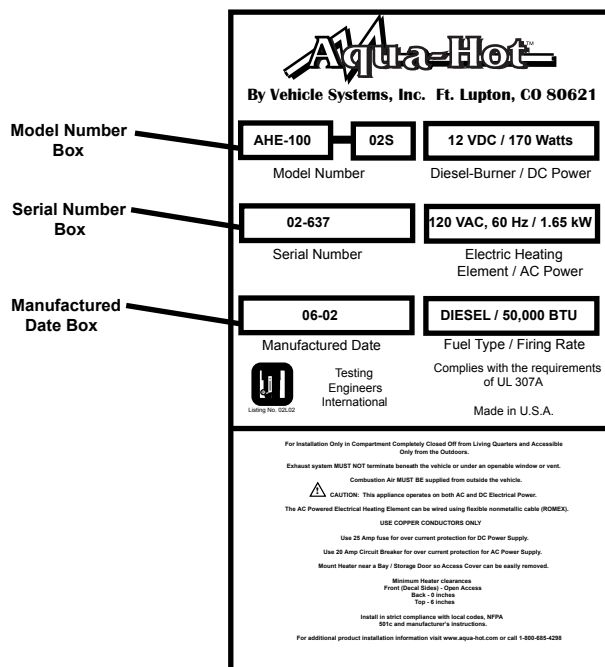 Aqua-Hot™
By Vehicle Systems, Inc. Ft. Lupton, CO 80621
Model Number
Box
AHE-100
02S
Model Number
12 VDC / 170 Watts
Diesel-Burner / DC Power
Serial Number
Box
02-637
Serial Number
120 VAC, 60 Hz / 1.65 kW
Electric Heating
Element / AC Power
Manufactured
Date Box
06-02
Manufactured Date
DIESEL / 50,000 BTU
Fuel Type / Firing Rate
Listing No. 02L02
Testing
Engineers
International
Complies with the requirements
of UL 307A
Made in U.S.A.
For Installation Only in Compartment Completely Closed Off from Living Quarters and Accessible
Only from the Outdoors.
Exhaust system MUST NOT terminate beneath the vehicle or under an openable window or vent.
Combustion Air MUST BE supplied from outside the vehicle.
CAUTION: This appliance operates on both AC and DC Electrical Power.
The AC Powered Electrical Heating Element can be wired using flexible nonmetallic cable (ROMEX).
USE COPPER CONDUCTORS ONLY
Use 25 Amp fuse for over current protection for DC Power Supply.
Use 20 Amp Circuit Breaker for over current protection for AC Power Supply.
Mount Heater near a Bay / Storage Door so Access Cover can be easily removed.
Minimum Heater clearances
Front (Decal Sides) - Open Access
Back - 0 inches
Top - 6 inches
Install in strict compliance with local codes, NFPA
501c and manufacturer's instructions.
For additional product installation information visit www.aqua-hot.com or call 1-800-685-4298